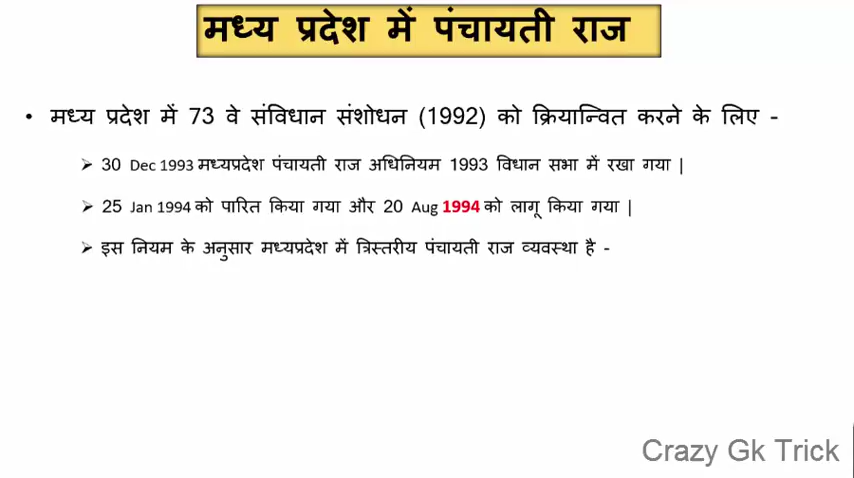 मध्य प्रदेश में पंचायती राज
• मध्य प्रदेश में 73 वे संविधान संशोधन (1992) को क्रियान्वित करने के लिए -
➢ 30 Dec 1993 मध्यप्रदेश पंचायती राज अधिनियम 1993 विधान सभा में रखा गया |
➢ 25 Jan 1994 को पारित किया गया और 20 Aug 1994 को लागू किया गया |
➢ इस नियम के अनुसार मध्यप्रदेश में त्रिस्तरीय पंचायती राज व्यवस्था है -
Crazy Gk Trick